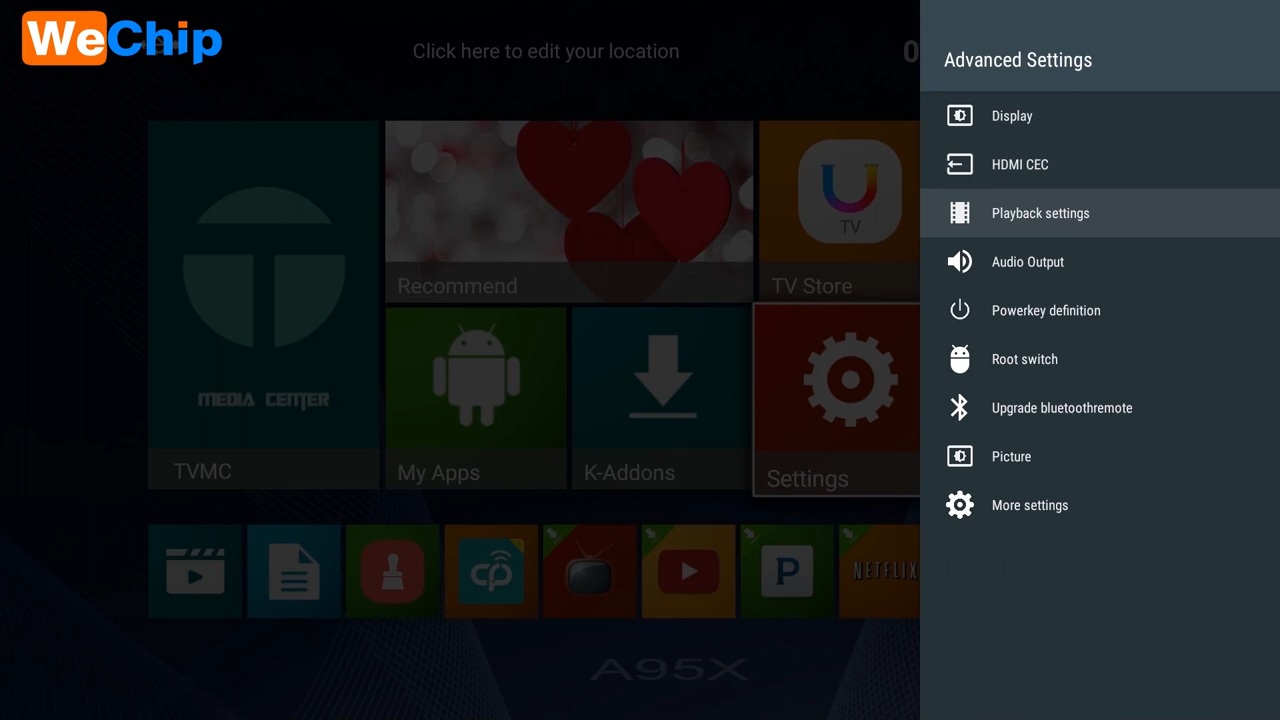 WeChip
Click here to edit your location
0
Advanced Settings
Display
HDMI CEC
Playback settings
Audio Output
Powerkey definition
Root switch
Upgrade bluetoothremote
Picture
More settings
MEDIA CENTER
TVMC
Recommend
TV
TV Store
My Apps
K-Addons
Settings
cp
P
NETFLIX
A95X